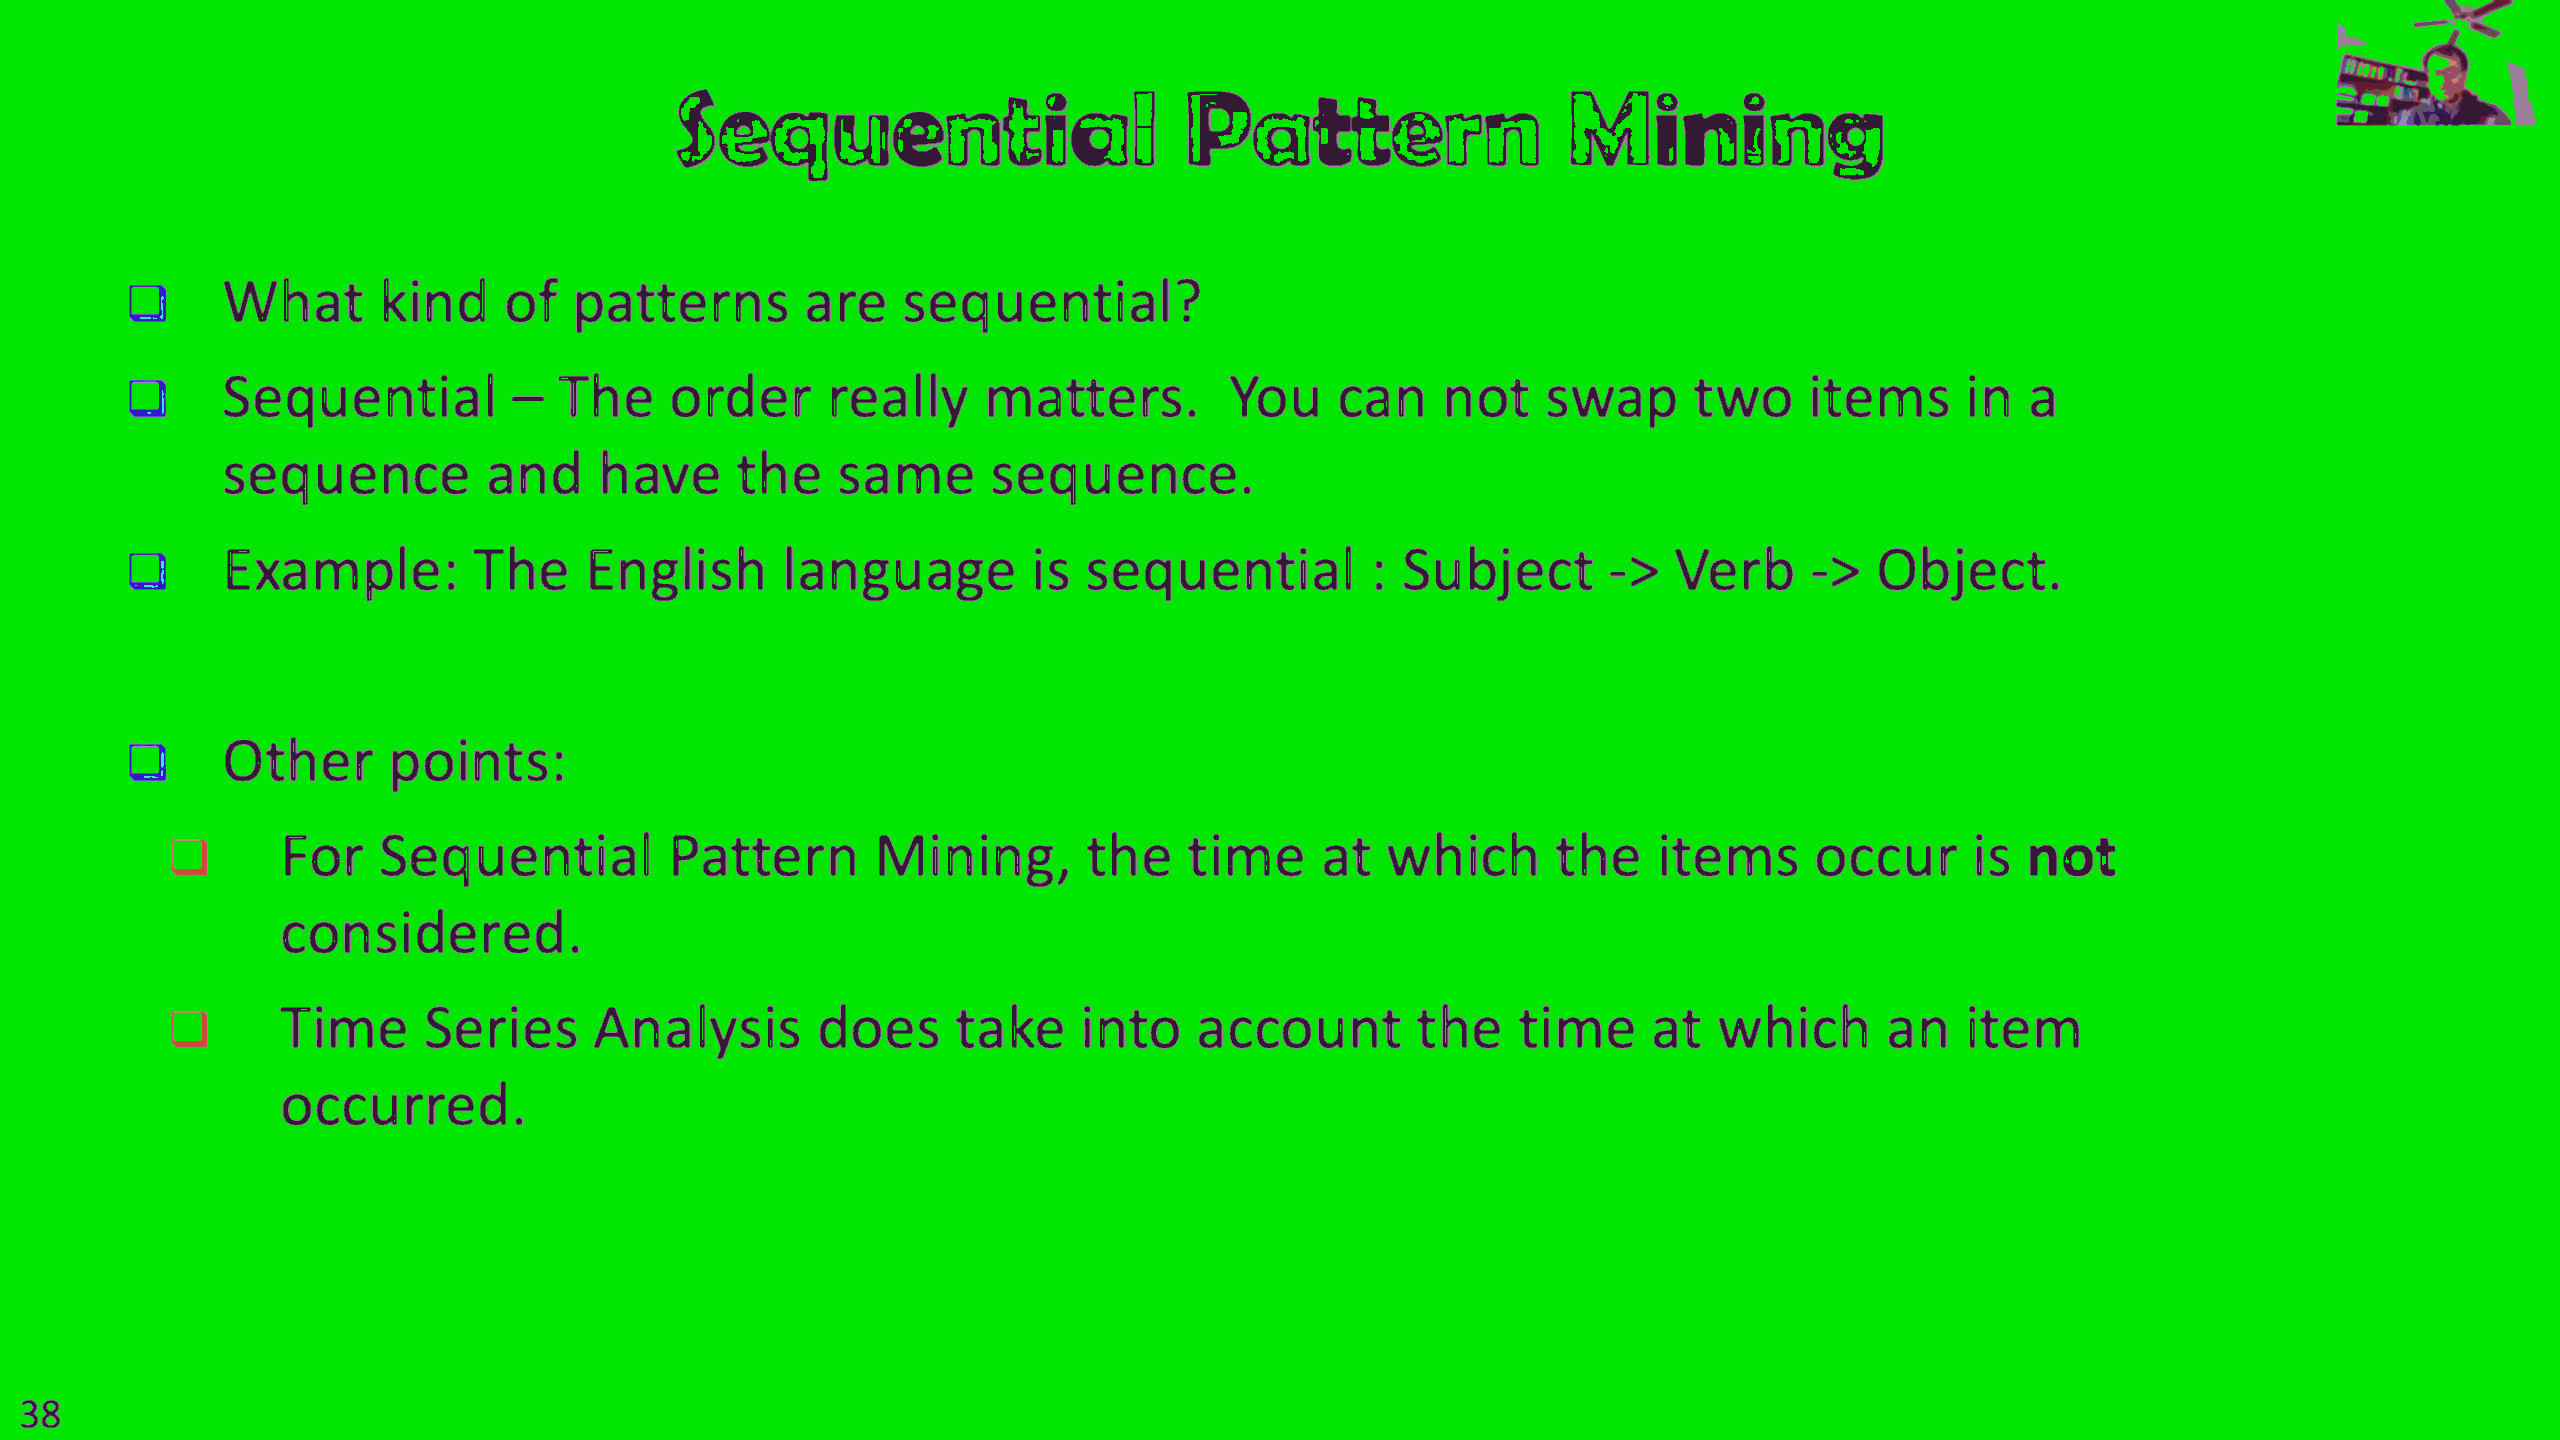 Sequential Pattern Mining
❑ What kind of patterns are sequential?
❑ Sequential – The order really matters. You can not swap two items in a
sequence and have the same sequence.
❑ Example: The English language is sequential : Subject -> Verb -> Object.
❑ Other points:
❑ For Sequential Pattern Mining, the time at which the items occur is not
considered.
❑ Time Series Analysis does take into account the time at which an item
occurred.
38